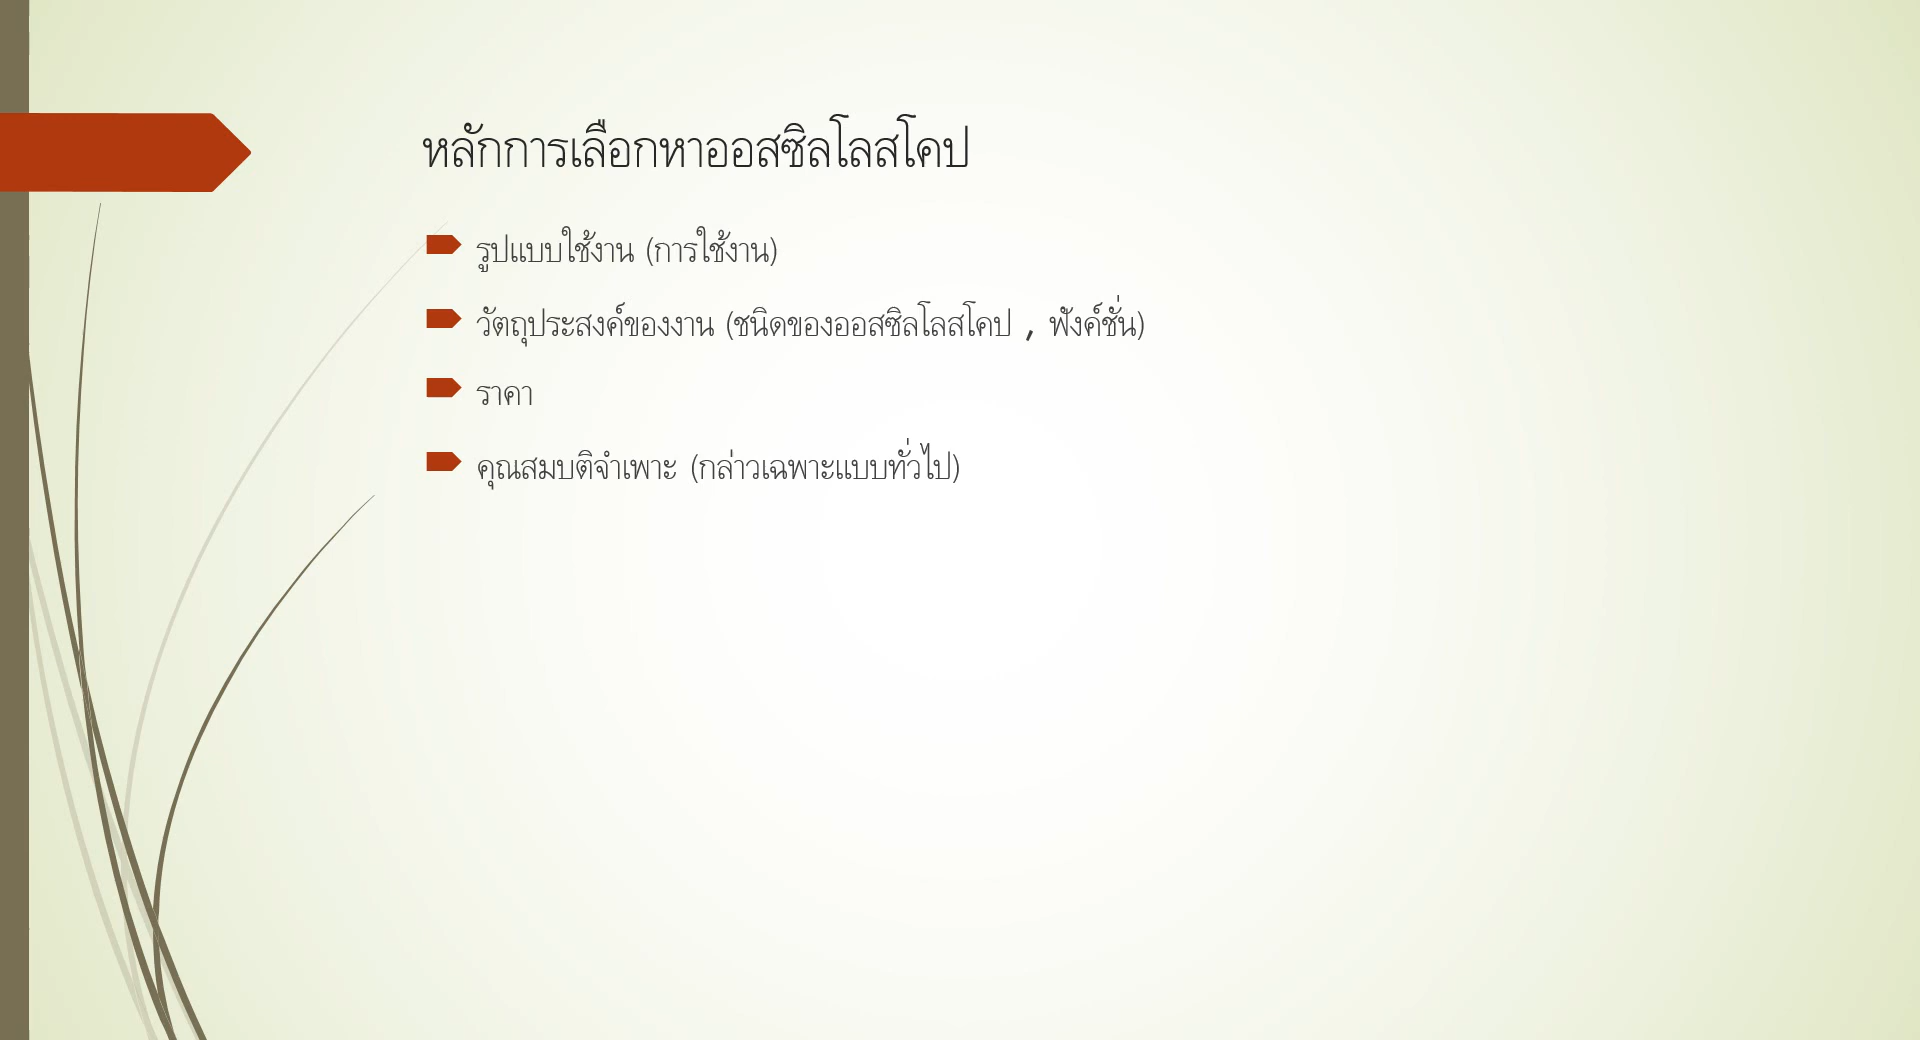 หลักการเลือกหาออสซิลโลสโคป
รูปแบบใช้งาน (การใช้งาน)
วัตถุประสงค์ของงาน (ชนิดของออสซิลโลสโคป , ฟังค์ชั่น)
ราคา
คุณสมบติจำเพาะ (กล่าวเฉพาะแบบทั่วไป)